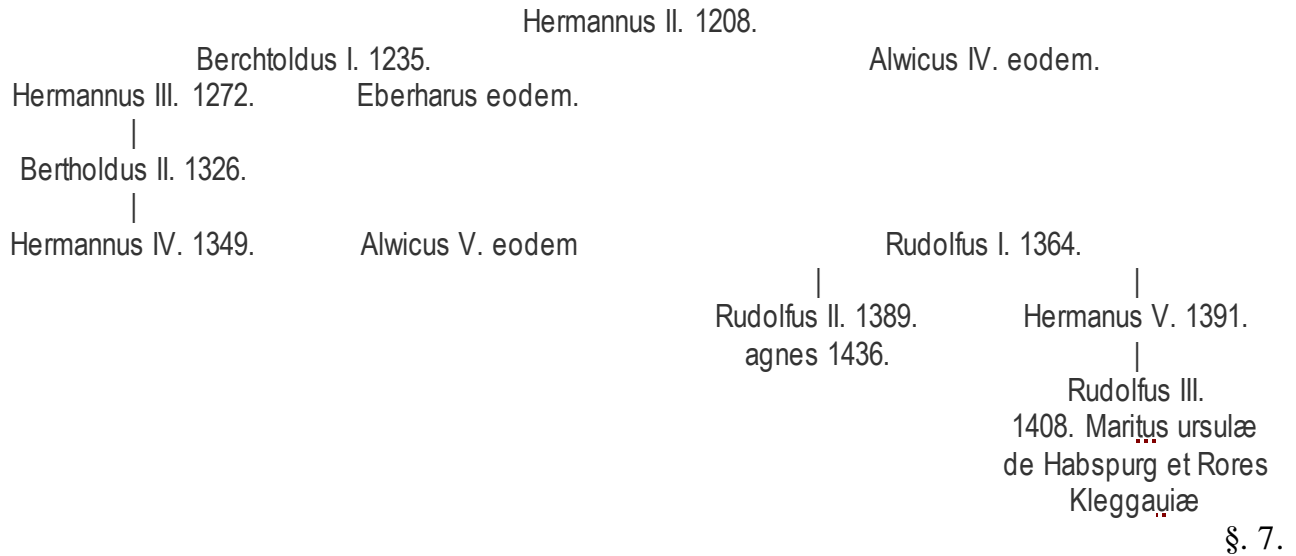 Hermannus II. 1208.
Berchtoldus I. 1235. Alwicus IV. eodem.
Hermannus III. 1272. Eberharus eodem.
Bertholdus II. 1326.
Hermannus IV. 1349. Alwicus V. eodem Rudolfus I. 1364.
Rudolfus II. 1389. Hermanus V. 1391.
agnes 1436.
Rudolfus III.
1408. Maritus ursulæ
de Habspurg et Rores
Kleggauiæ
§. 7.